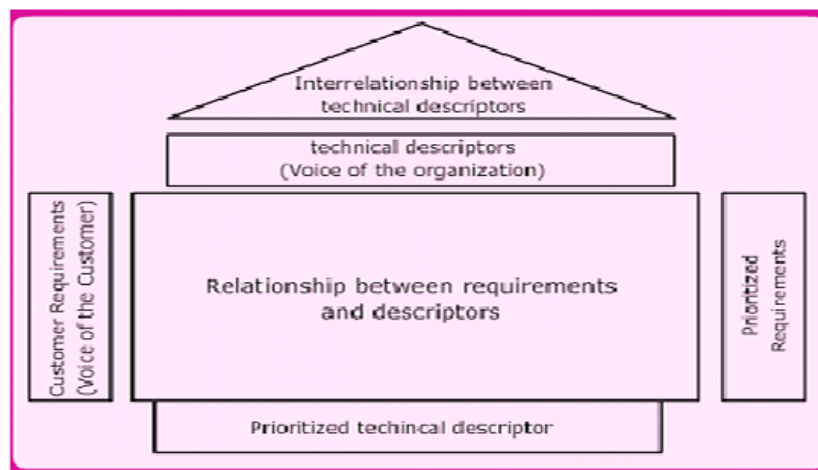 Interrelationship between
technical descriptors
technical descriptors
(Voice of the organization)
Customer Requirements
(Voice of the Customer)
Relationship between requirements
and descriptors
Prioritized
Requirements
Prioritized techincal descriptor